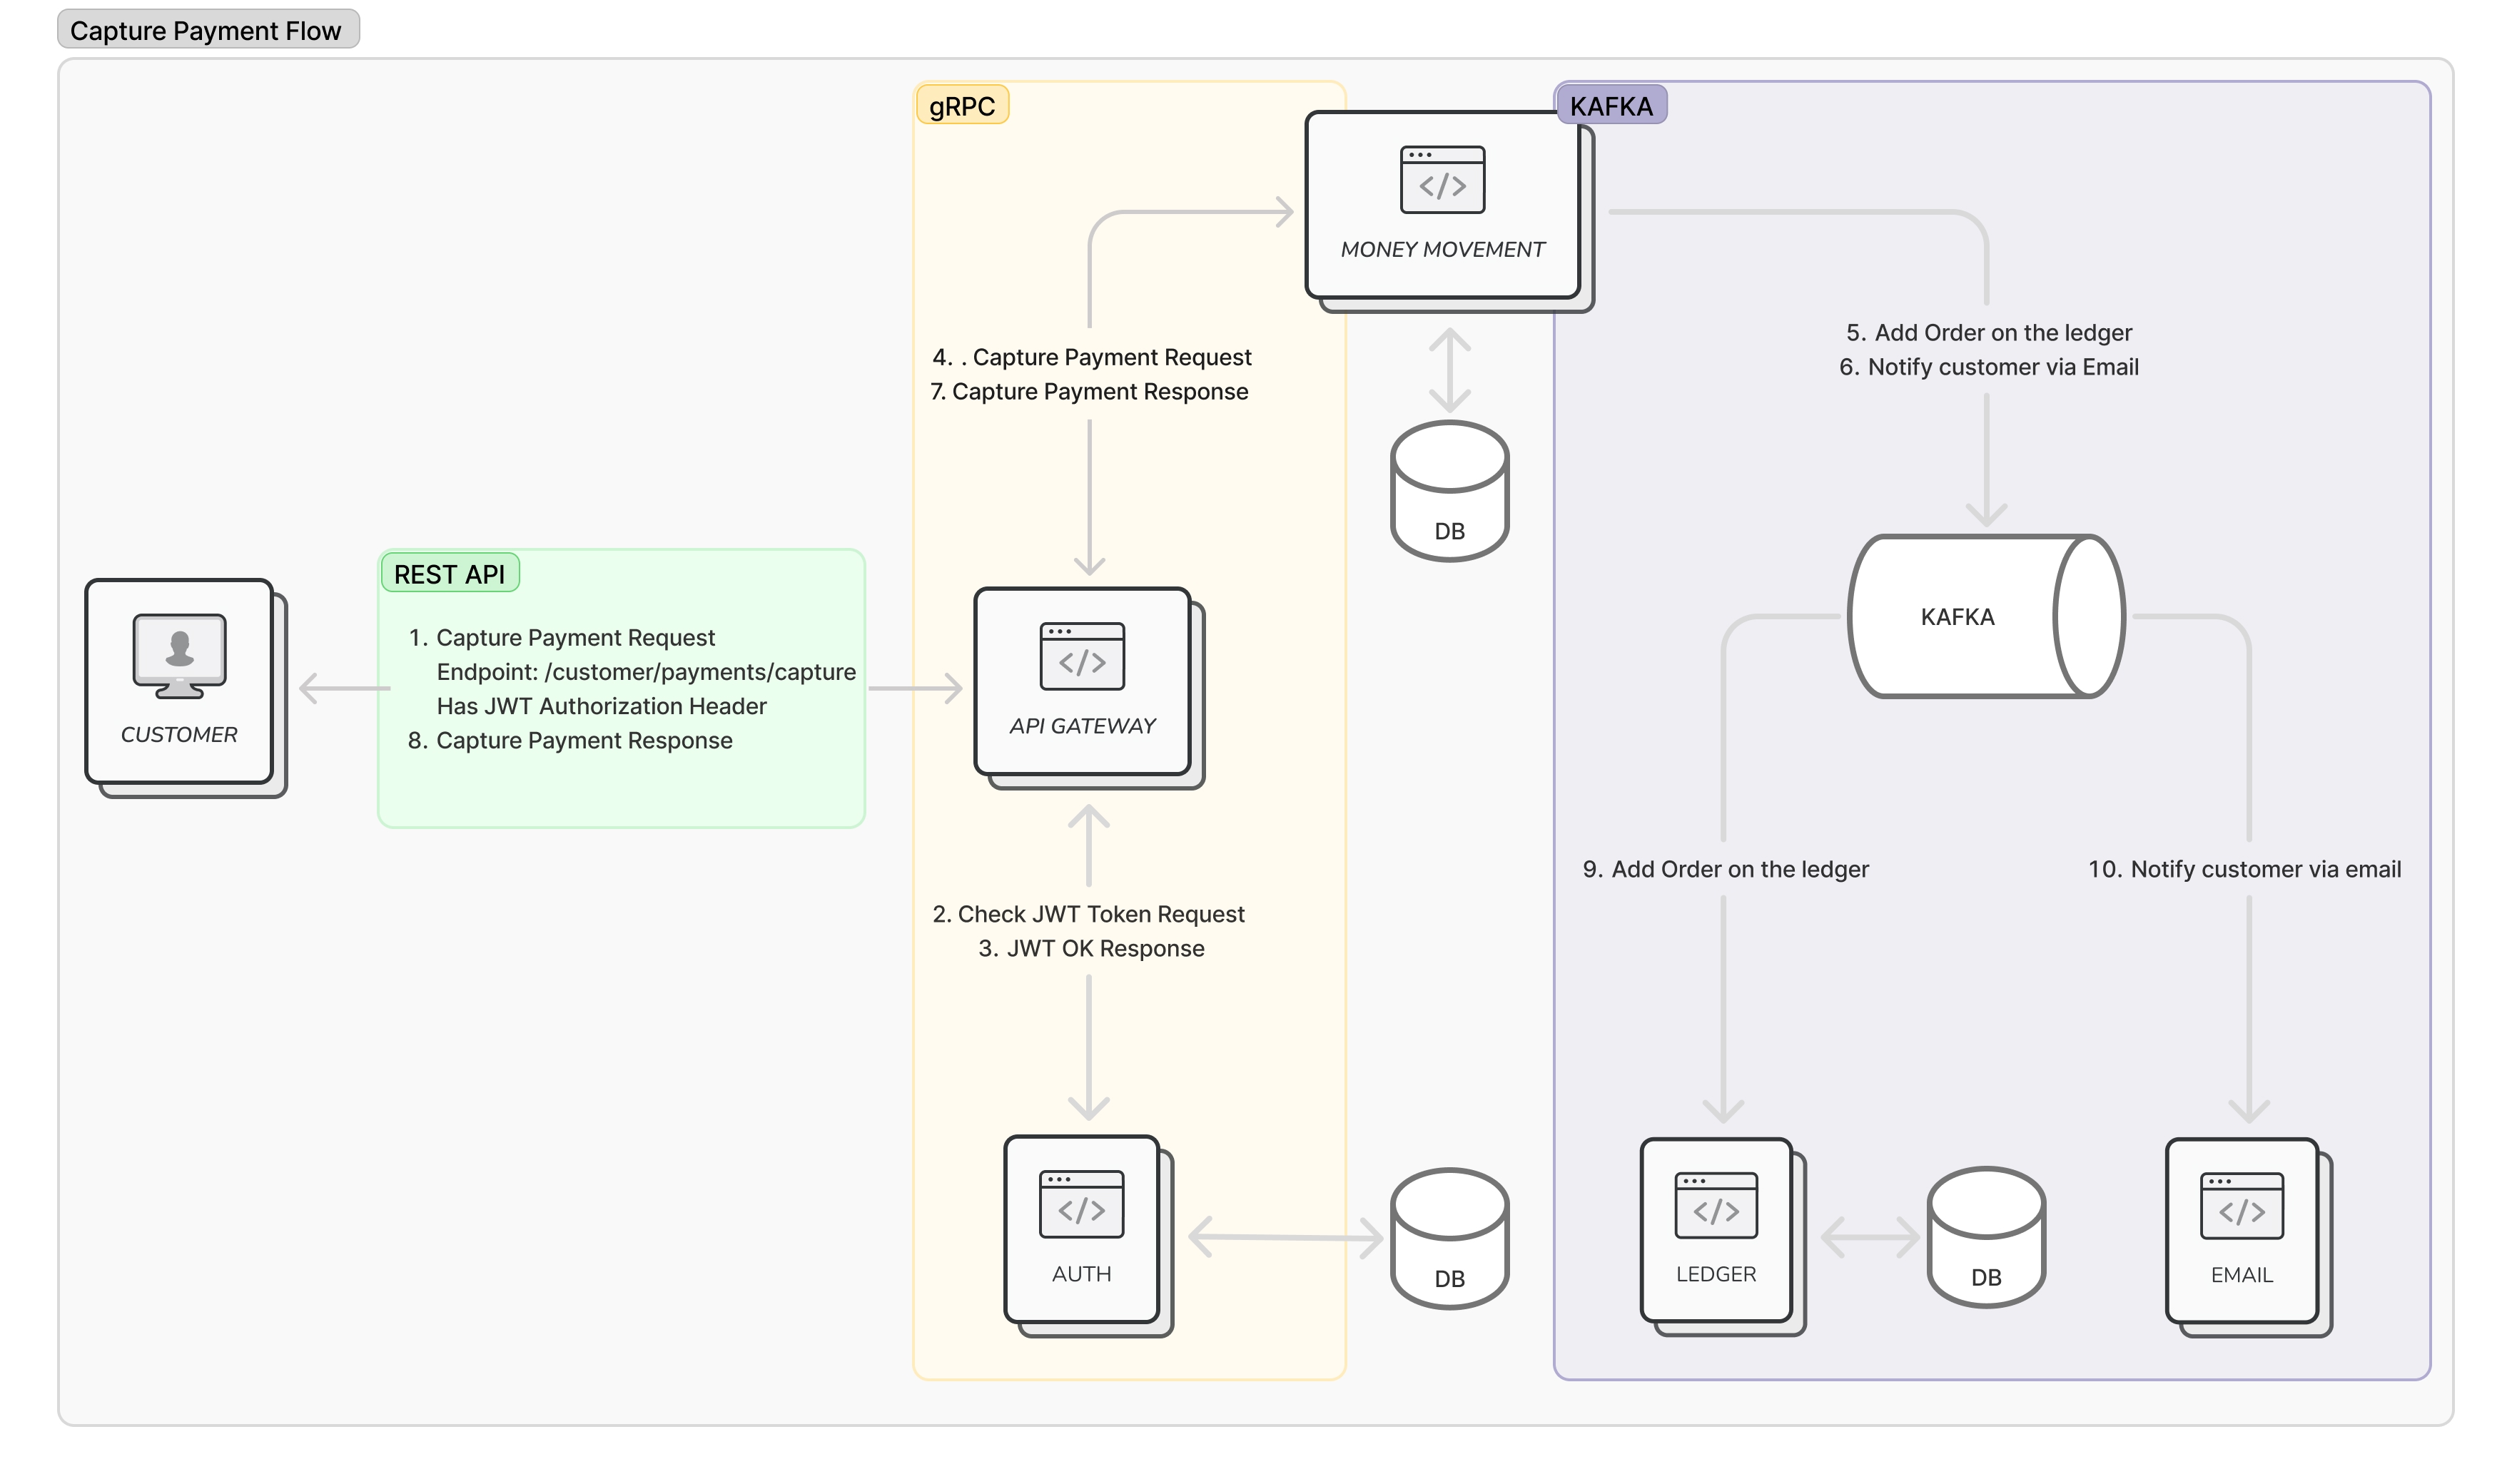 Capture Payment Flow
gRPC
KAFKA
MONEY MOVEMENT
4. . Capture Payment Request
7. Capture Payment Response
5. Add Order on the ledger
6. Notify customer via Email
DB
REST API
1. Capture Payment Request
Endpoint: /customer/payments/capture
Has JWT Authorization Header
8. Capture Payment Response
CUSTOMER
API GATEWAY
KAFKA
9. Add Order on the ledger
10. Notify customer via email
2. Check JWT Token Request
3. JWT OK Response
AUTH
DB
LEDGER
DB
EMAIL